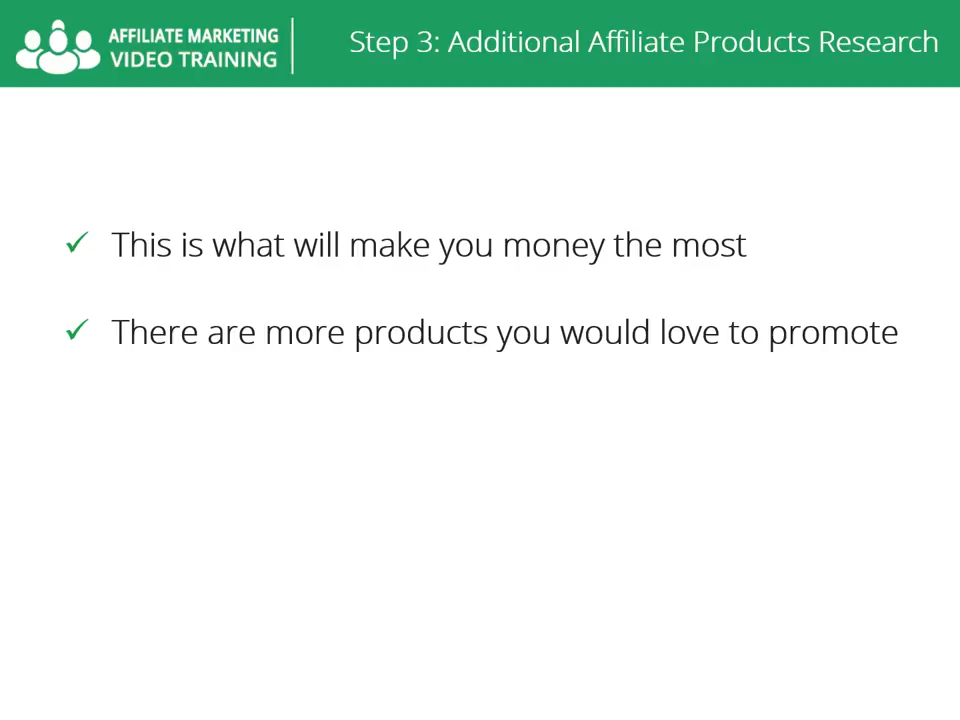 AFFILIATE MARKETING
VIDEO TRAINING
Step 3: Additional Affiliate Products Research
✓ This is what will make you money the most
✓ There are more products you would love to promote